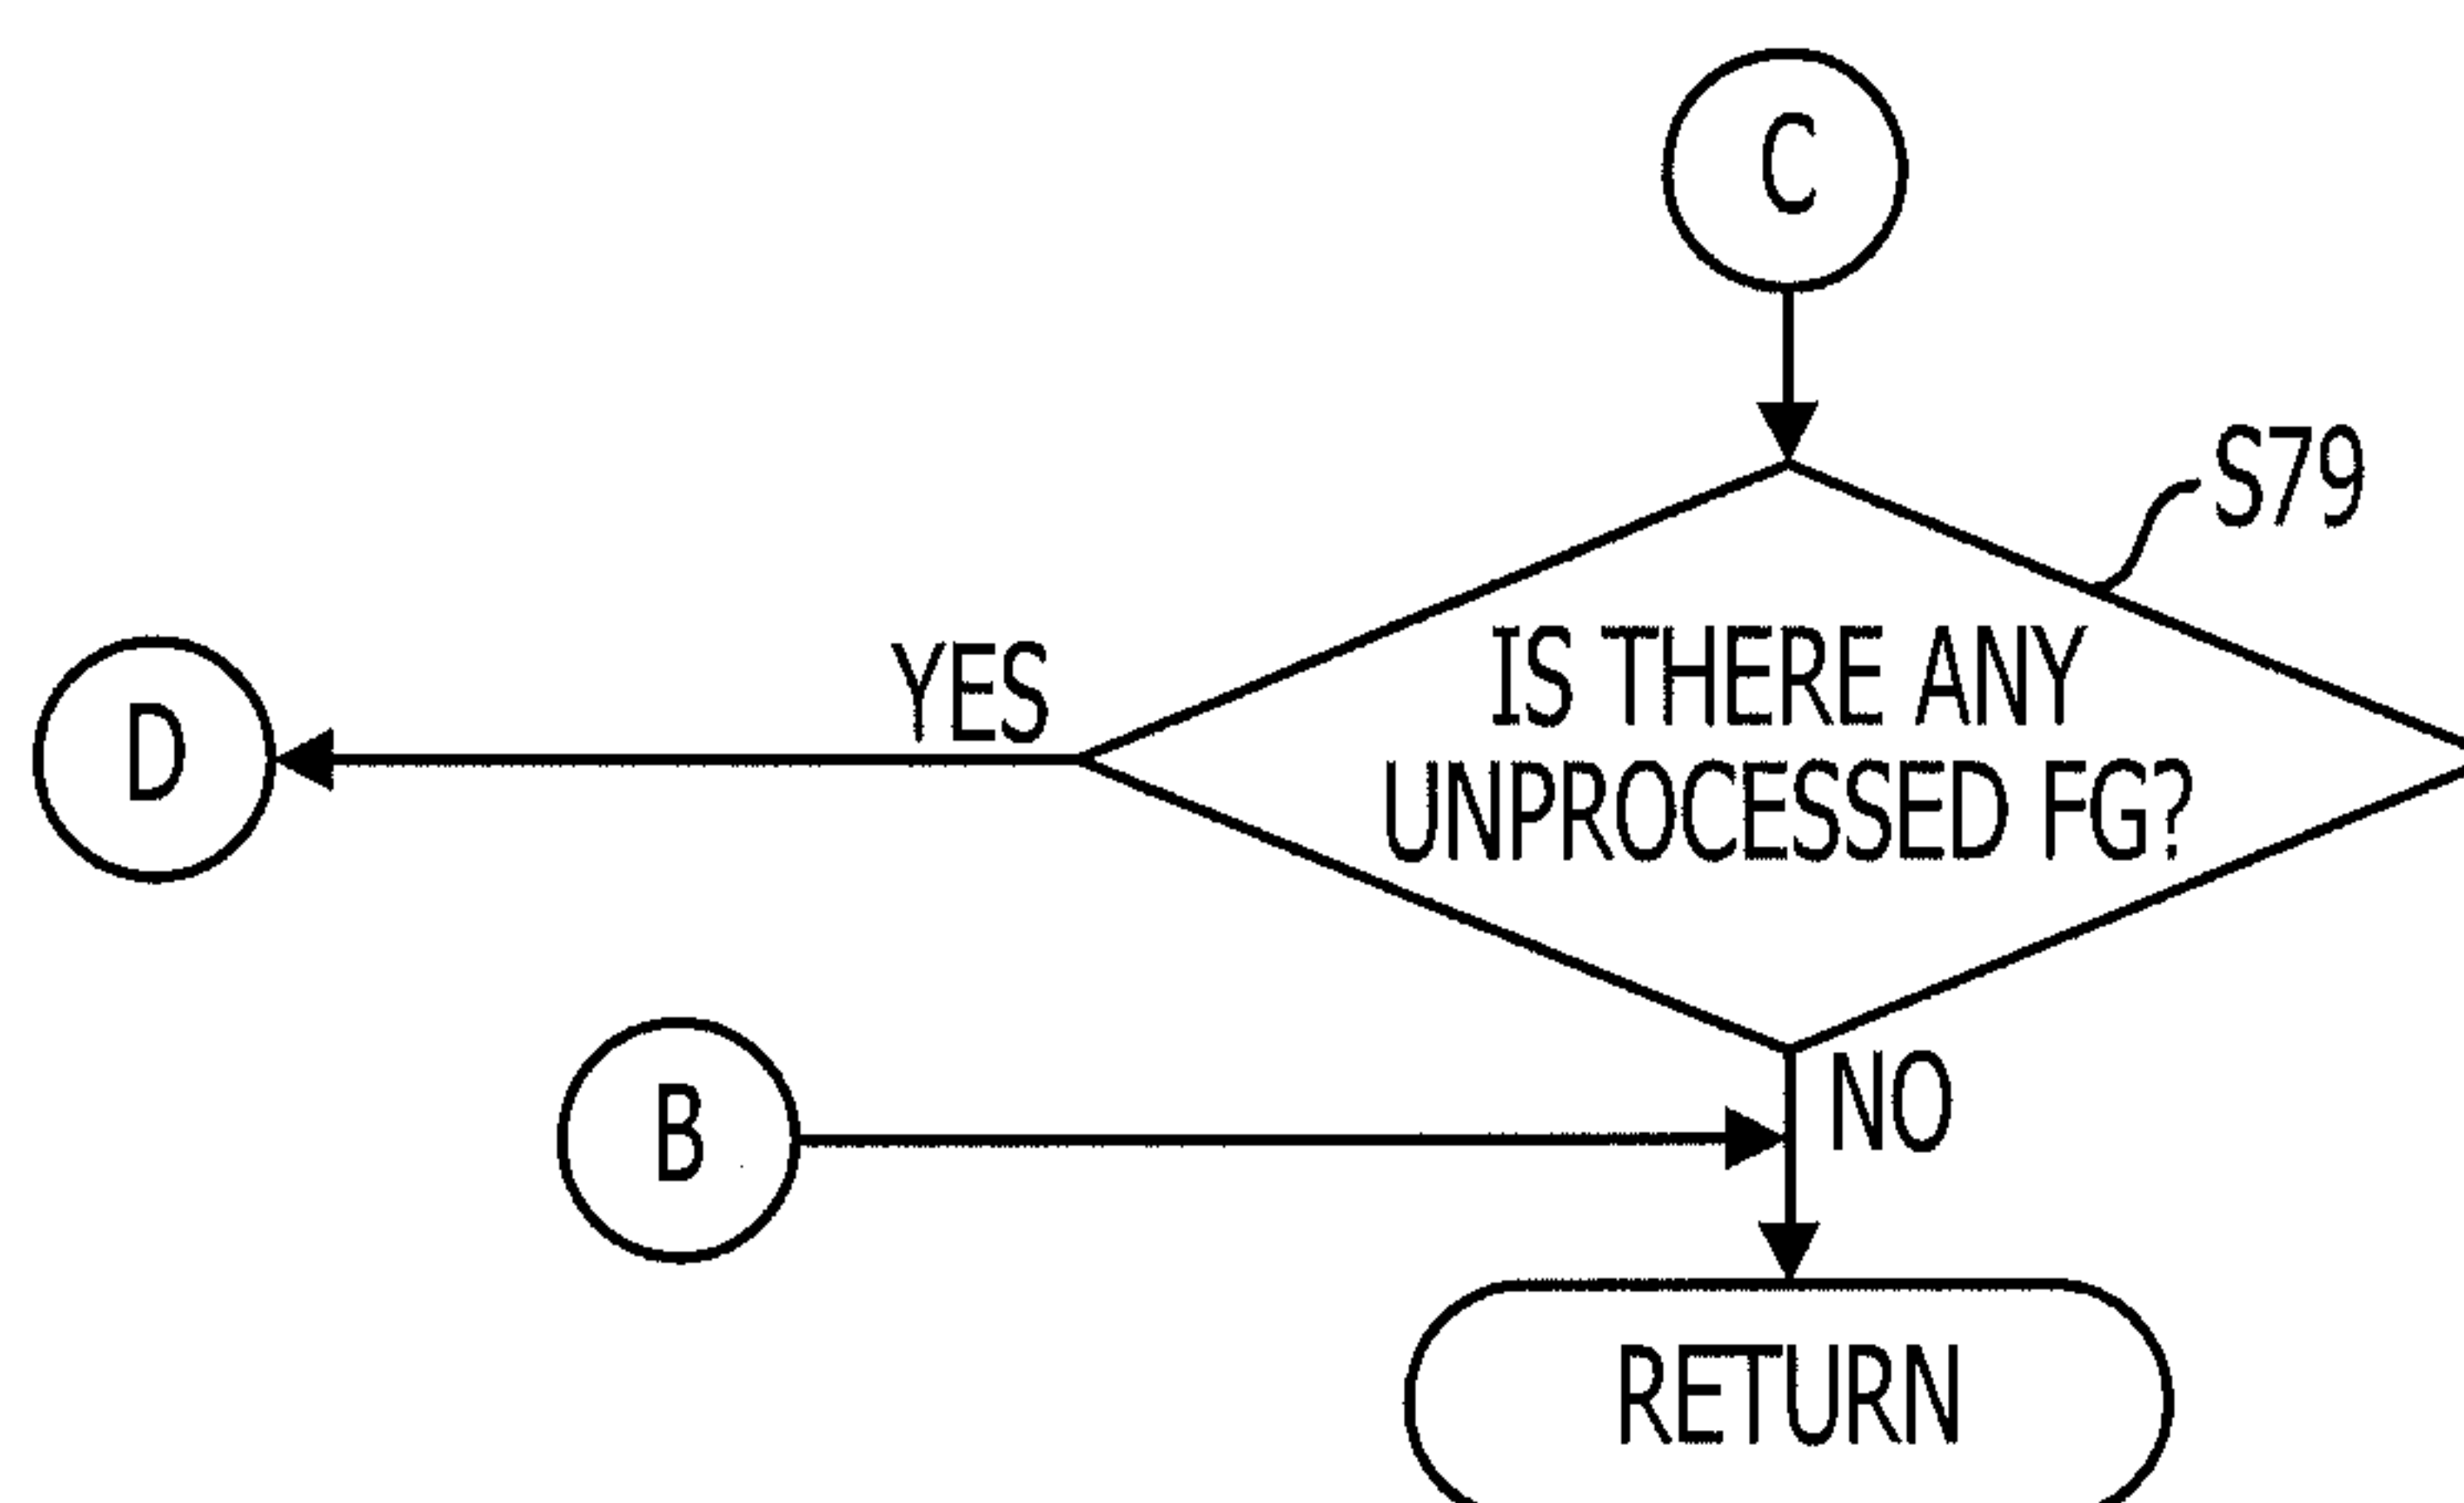 C
S79
IS THERE ANY
UNPROCESSED FG?
YES
D
NO
B
RETURN